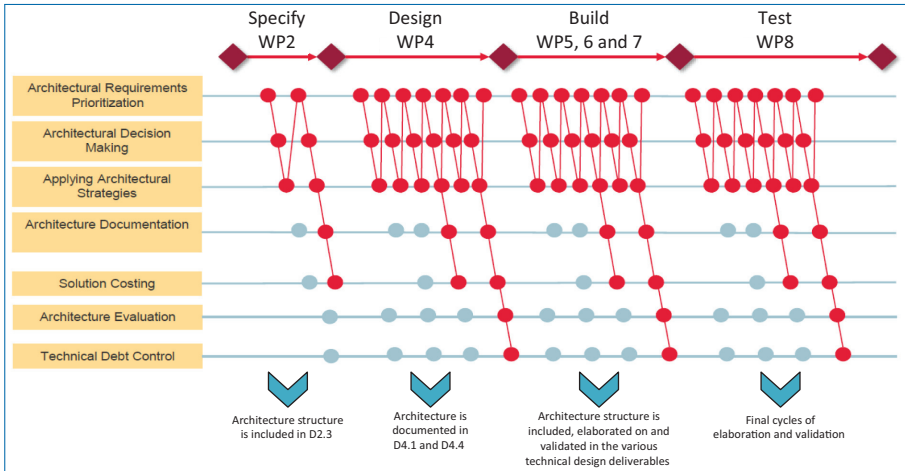 Specify
WP2
Design
WP4
Build
WP5, 6 and 7
Test
WP8
Architectural Requirements
Prioritization
Architectural Decision
Making
Applying Architectural
Strategies
Architecture Documentation
Solution Costing
Architecture Evaluation
Technical Debt Control
Architecture structure
is included in D2.3
Architecture is
documented in
D4.1 and D4.4
Architecture structure is
included, elaborated on and
validated in the various
technical design deliverables
Final cycles of
elaboration and validation